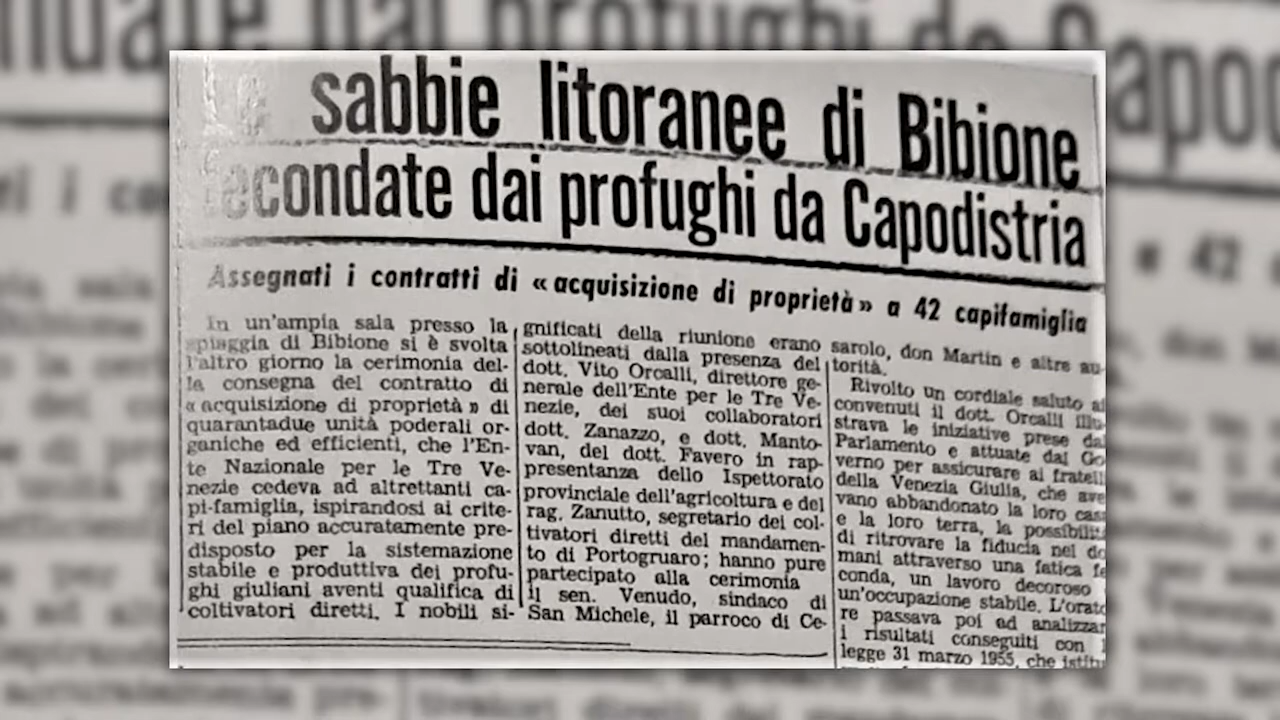 sabbie litoranee di Bibione
econdate dai profughi da Capodistria
Assegnati i contratti di « acquisizione di proprietà » a 42 capifamiglia
In un'ampia sala presso la
spiaggia di Bibione si è svolta
l'altro giorno la cerimonia del-
la consegna del contratto di
« acquisizione di proprietà » di
quarantadue unità poderali or-
ganiche ed efficienti, che l'En-
te Nazionale per le Tre Ve-
nezie cedeva ad altrettanti ca-
pi-famiglia, ispirandosi ai crite-
ri del piano accuratamente pre-
disposto per la sistemazione
stabile e produttiva dei profu-
ghi giuliani aventi qualifica di
coltivatori diretti. I nobili si-
gnificati della riunione erano
sottolineati dalla presenza del
dott. Vito Orcalli, direttore ge-
nerale dell'Ente per le Tre Ve-
nezie, dei suoi collaboratori
dott. Zanazzo, e dott. Manto-
van, del dott. Favero in rap-
presentanza dello Ispettorato
provinciale dell'agricoltura e del
rag. Zanutto, segretario dei col-
tivatori diretti del mandamen-
to di Portogruaro; hanno pure
partecipato alla cerimonia
il sen. Venudo, sindaco di
San Michele, il parroco di Ce-
sarolo, don Martin e altre au-
torità.
Rivolto un cordiale saluto ai
convenuti il dott. Orcalli illu-
strava le iniziative prese dal
Parlamento e attuate dal Go-
verno per assicurare ai fratelli
della Venezia Giulia, che ave-
vano abbandonato la loro casa
e la loro terra, la possibilità
di ritrovare la fiducia nel do-
mani attraverso una fatica fe-
conda, un lavoro decoroso
un'occupazione stabile. L'orato-
re passava poi ad analizzar
i risultati conseguiti con l
legge 31 marzo 1955, che istitu